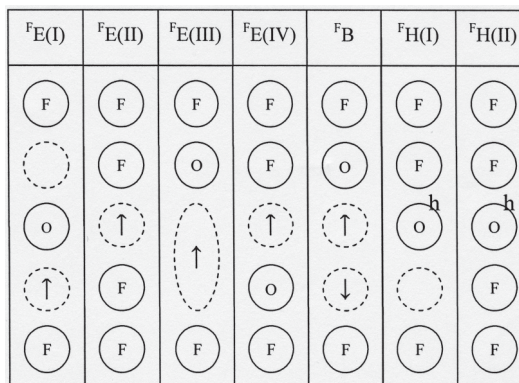 ᶠE(I) ᶠE(II) ᶠE(III) ᶠE(IV) ᶠB ᶠH(I) ᶠH(II)
F F F F F F F
F O F O F F
O ↑ ↑ ↑ ↑ O h O h
↑ F O ↓ F
F F F F F F F